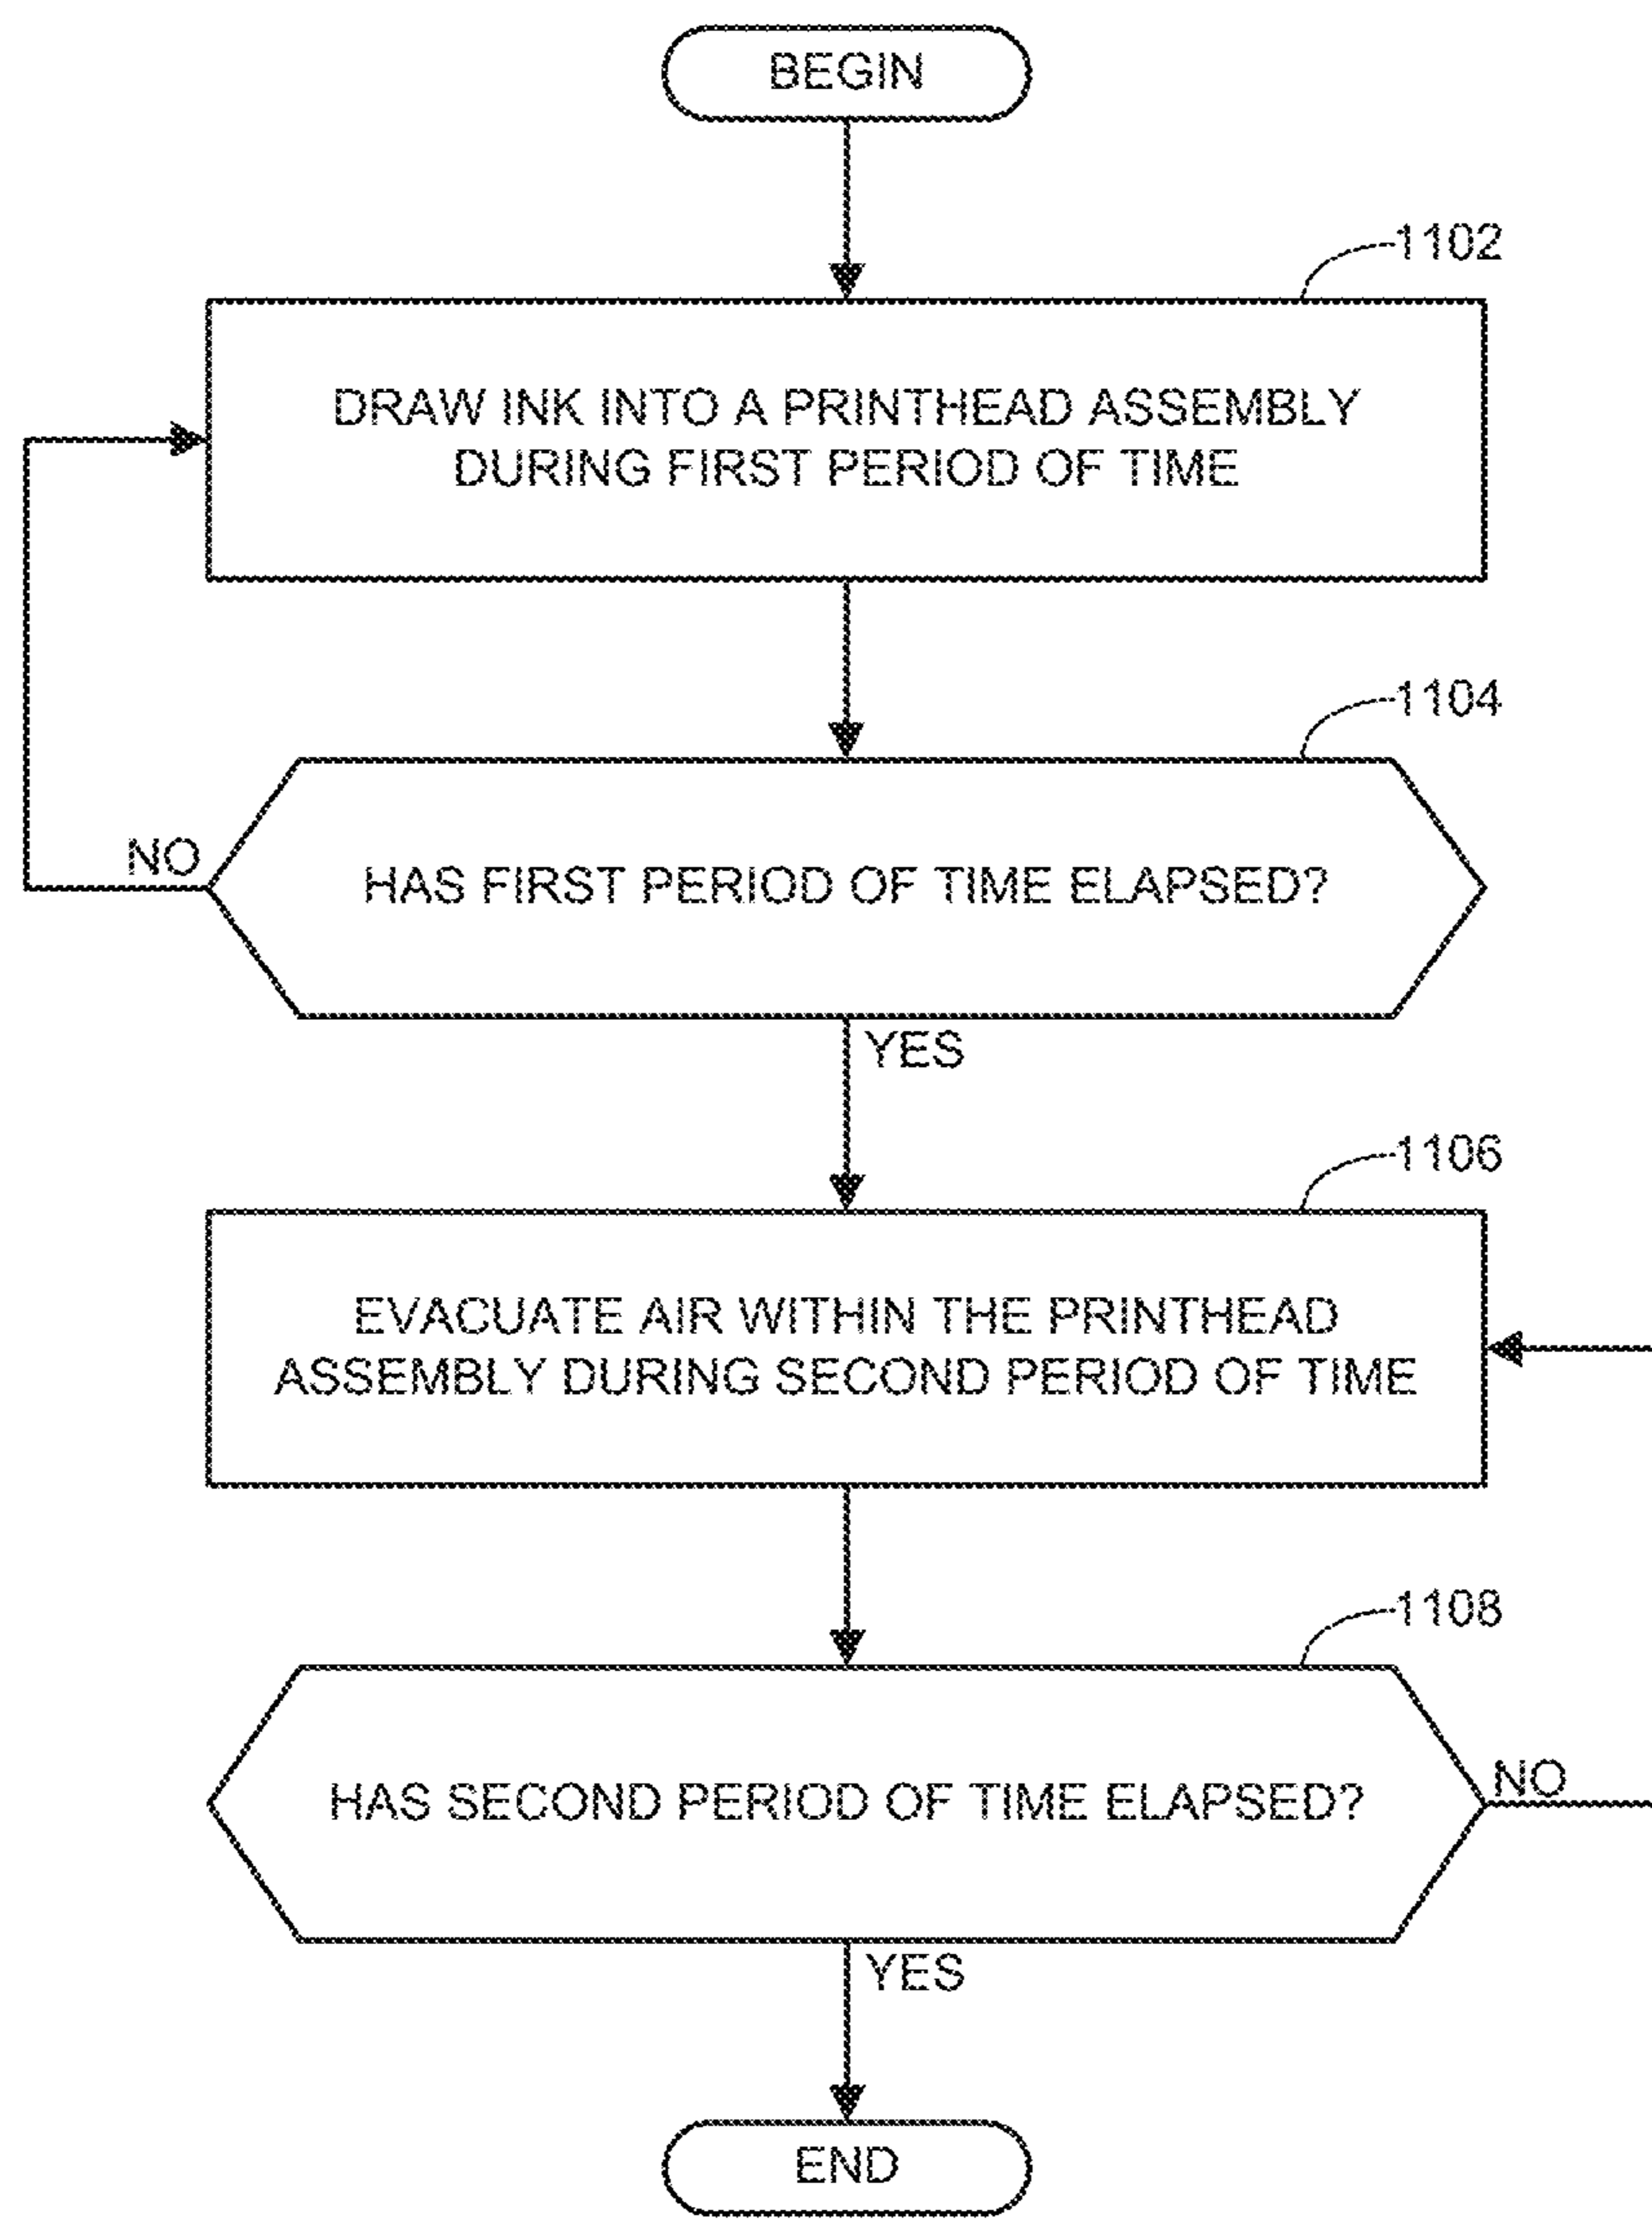 BEGIN
1102
DRAW INK INTO A PRINTHEAD ASSEMBLY
DURING FIRST PERIOD OF TIME
1104
NO
HAS FIRST PERIOD OF TIME ELAPSED?
YES
1106
EVACUATE AIR WITHIN THE PRINTHEAD
ASSEMBLY DURING SECOND PERIOD OF TIME
1108
HAS SECOND PERIOD OF TIME ELAPSED?
NO
YES
END